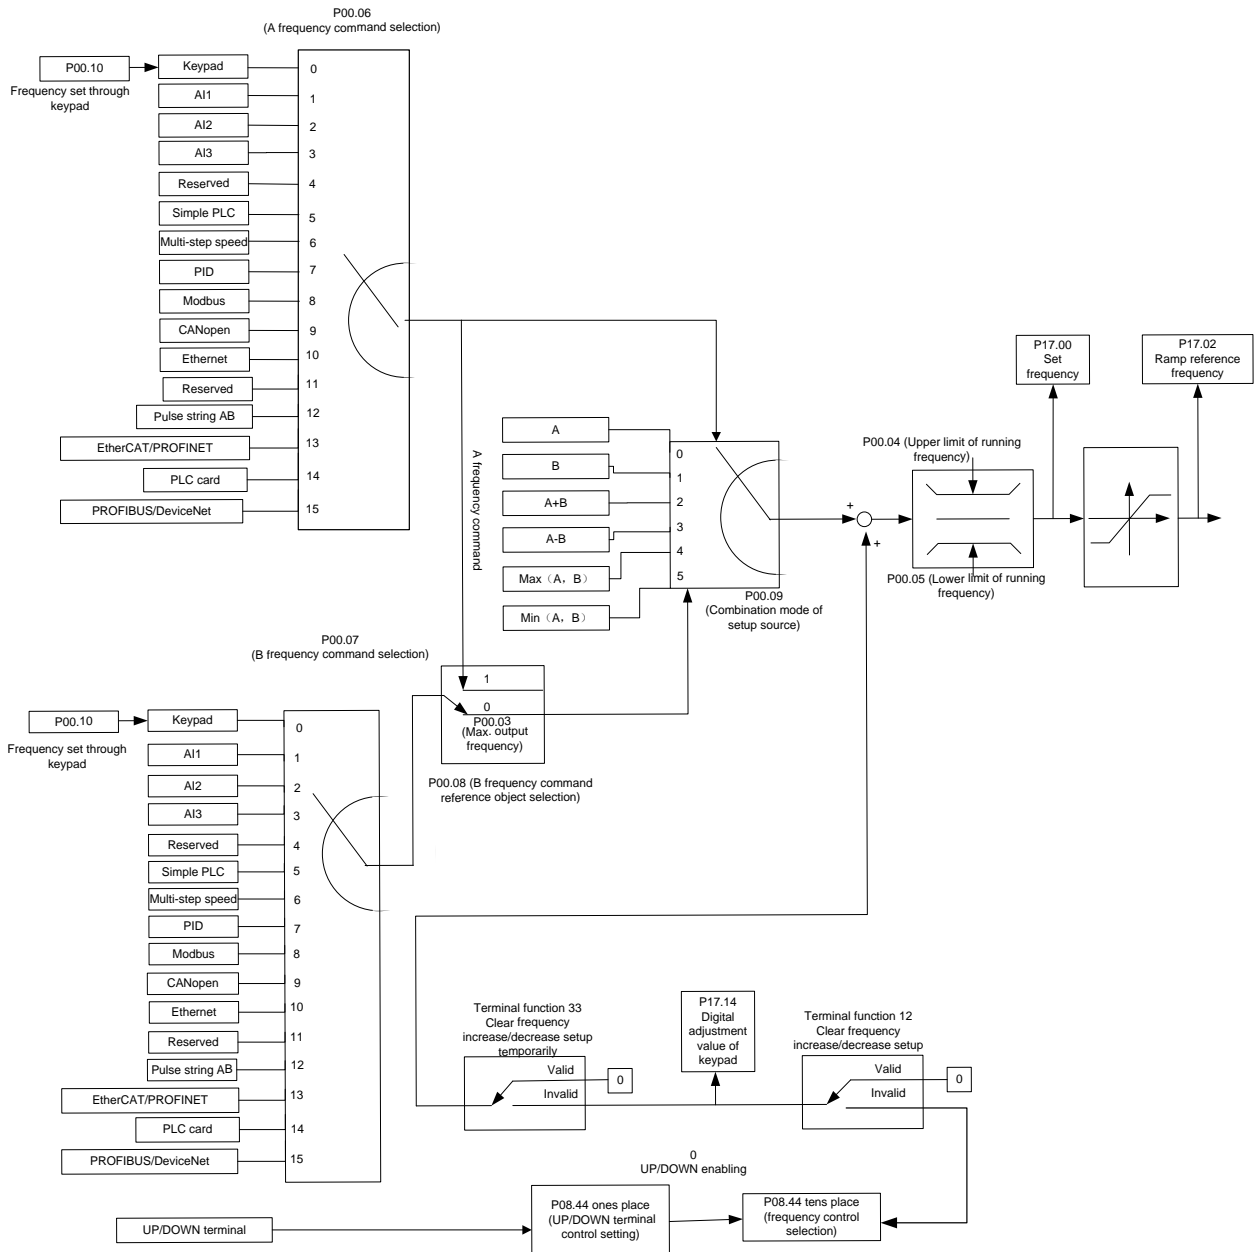 P00.06
(A frequency command selection)
P00.10
Frequency set through
keypad
Keypad
0
AI1
1
AI2
2
AI3
3
Reserved
4
Simple PLC
5
Multi-step speed
6
PID
7
Modbus
8
CANopen
9
Ethernet
10
Reserved
11
Pulse string AB
12
EtherCAT/PROFINET
13
PLC card
14
PROFIBUS/DeviceNet
15
A frequency command
A
0
B
1
A+B
2
A-B
3
Max（A，B）
4
Min（A，B）
5
P00.09
(Combination mode of
setup source)
+
+
P00.04 (Upper limit of running
frequency)
P00.05 (Lower limit of running
frequency)
P17.00
Set
frequency
P17.02
Ramp reference
frequency
P00.07
(B frequency command selection)
1
0
P00.03
(Max. output
frequency)
P00.08 (B frequency command
reference object selection)
P00.10
Frequency set through
keypad
Keypad
0
AI1
1
AI2
2
AI3
3
Reserved
4
Simple PLC
5
Multi-step speed
6
PID
7
Modbus
8
CANopen
9
Ethernet
10
Reserved
11
Pulse string AB
12
EtherCAT/PROFINET
13
PLC card
14
PROFIBUS/DeviceNet
15
Terminal function 33
Clear frequency
increase/decrease setup
temporarily
Valid
Invalid
0
P17.14
Digital
adjustment
value of
keypad
Terminal function 12
Clear frequency
increase/decrease setup
Valid
Invalid
0
0
UP/DOWN enabling
UP/DOWN terminal
P08.44 ones place
(UP/DOWN terminal
control setting)
P08.44 tens place
(frequency control
selection)